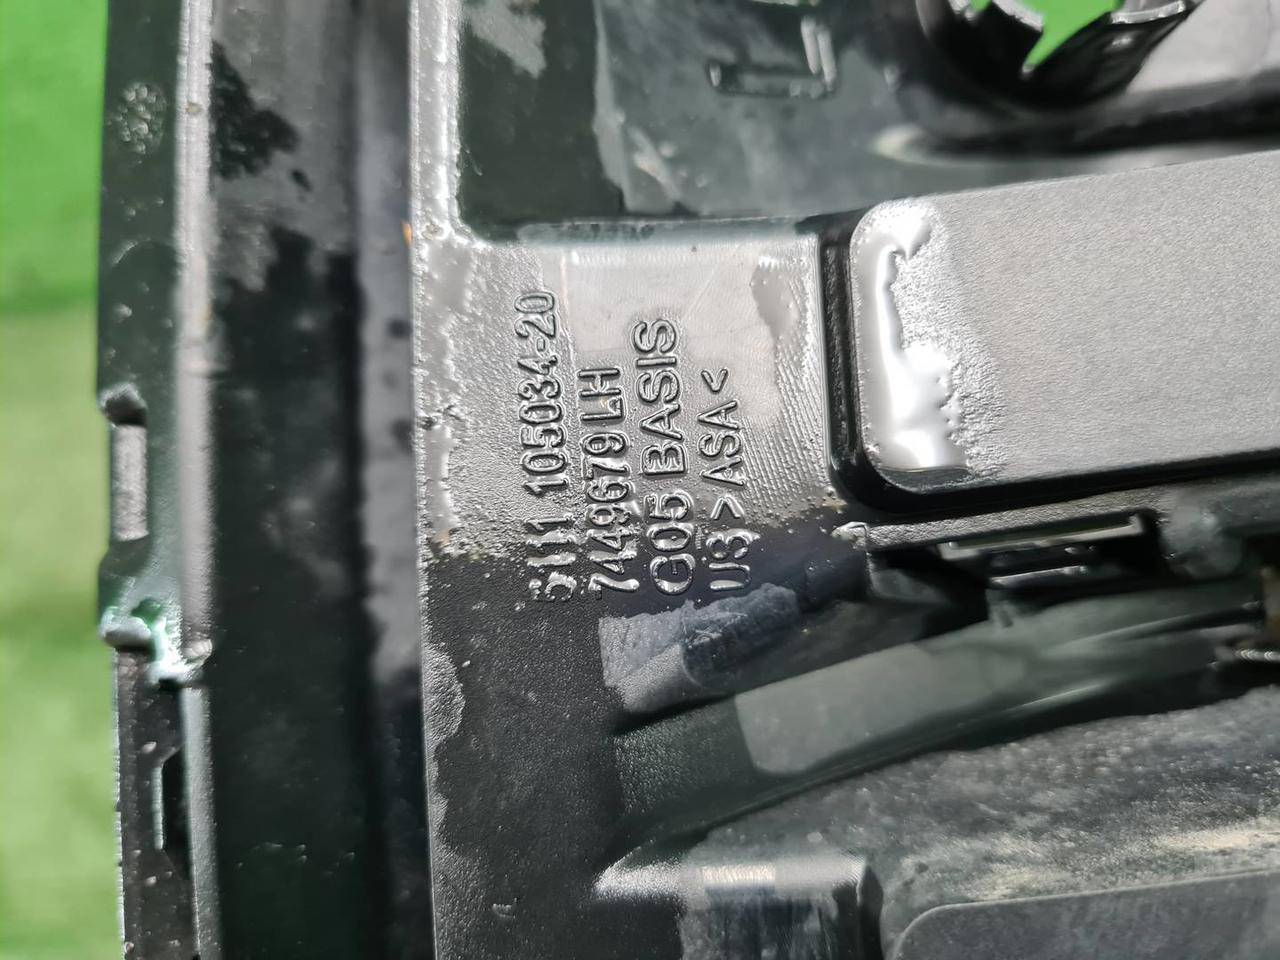 5111 105034-20
7449679 LH
G05 BASIS
U3 >ASA<